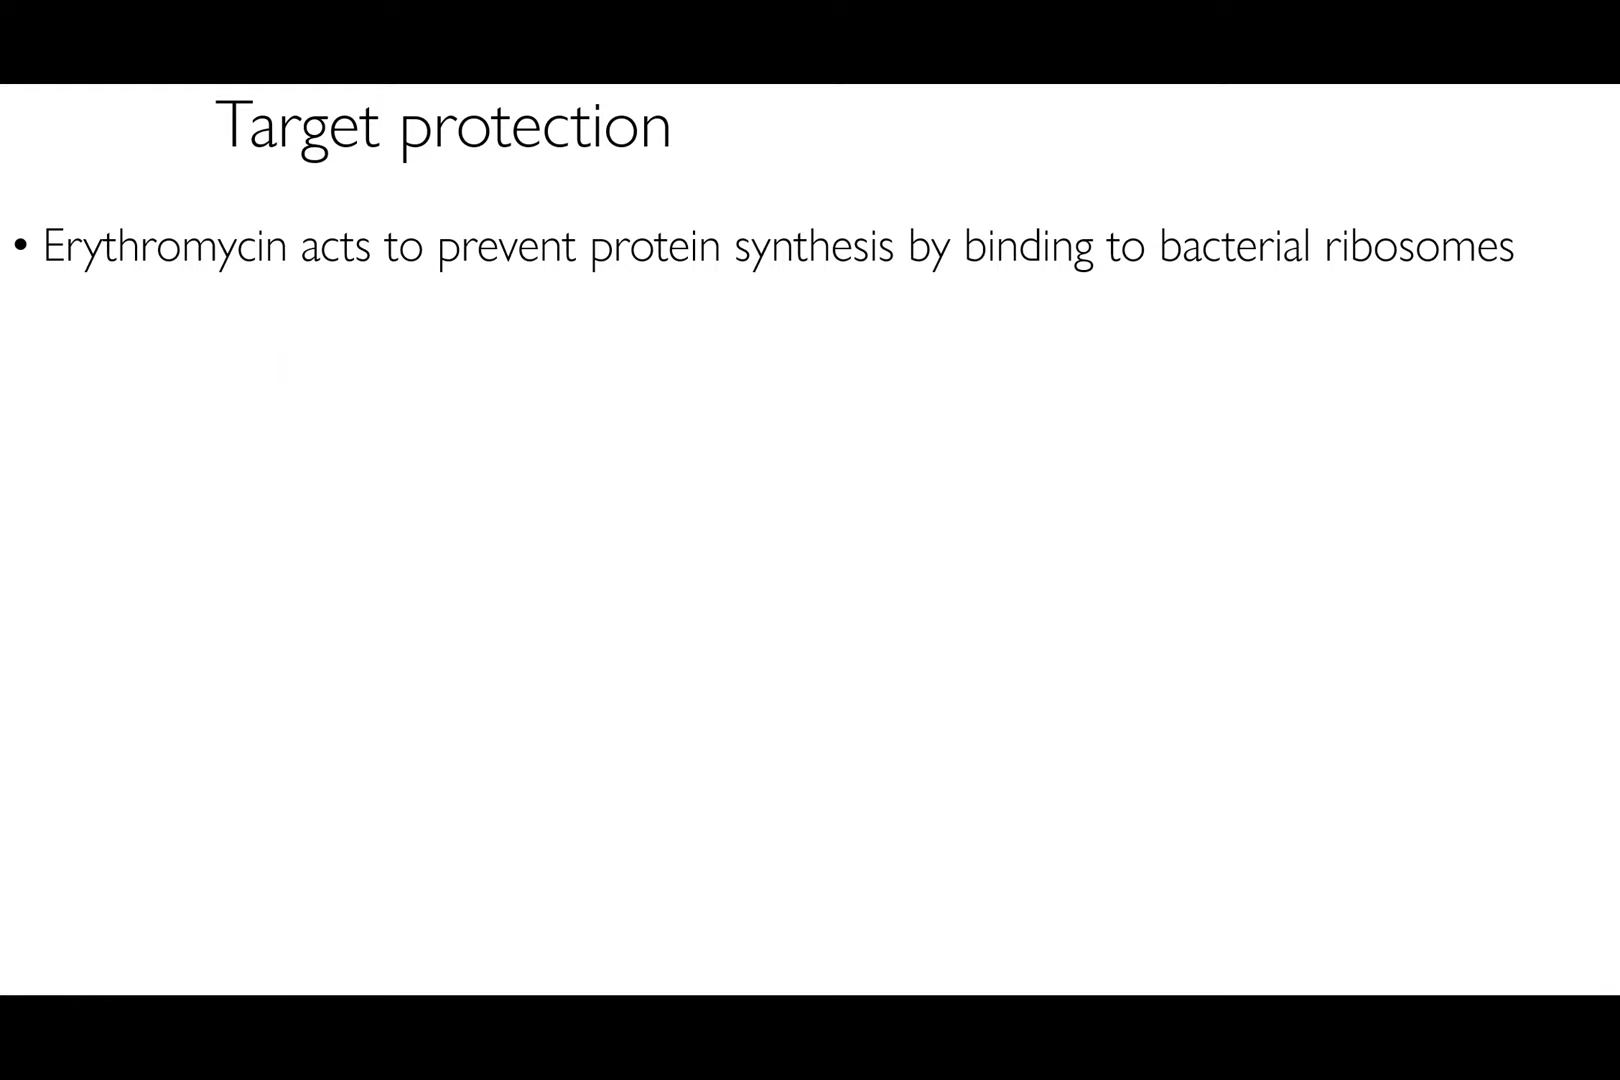 Target protection
• Erythromycin acts to prevent protein synthesis by binding to bacterial ribosomes